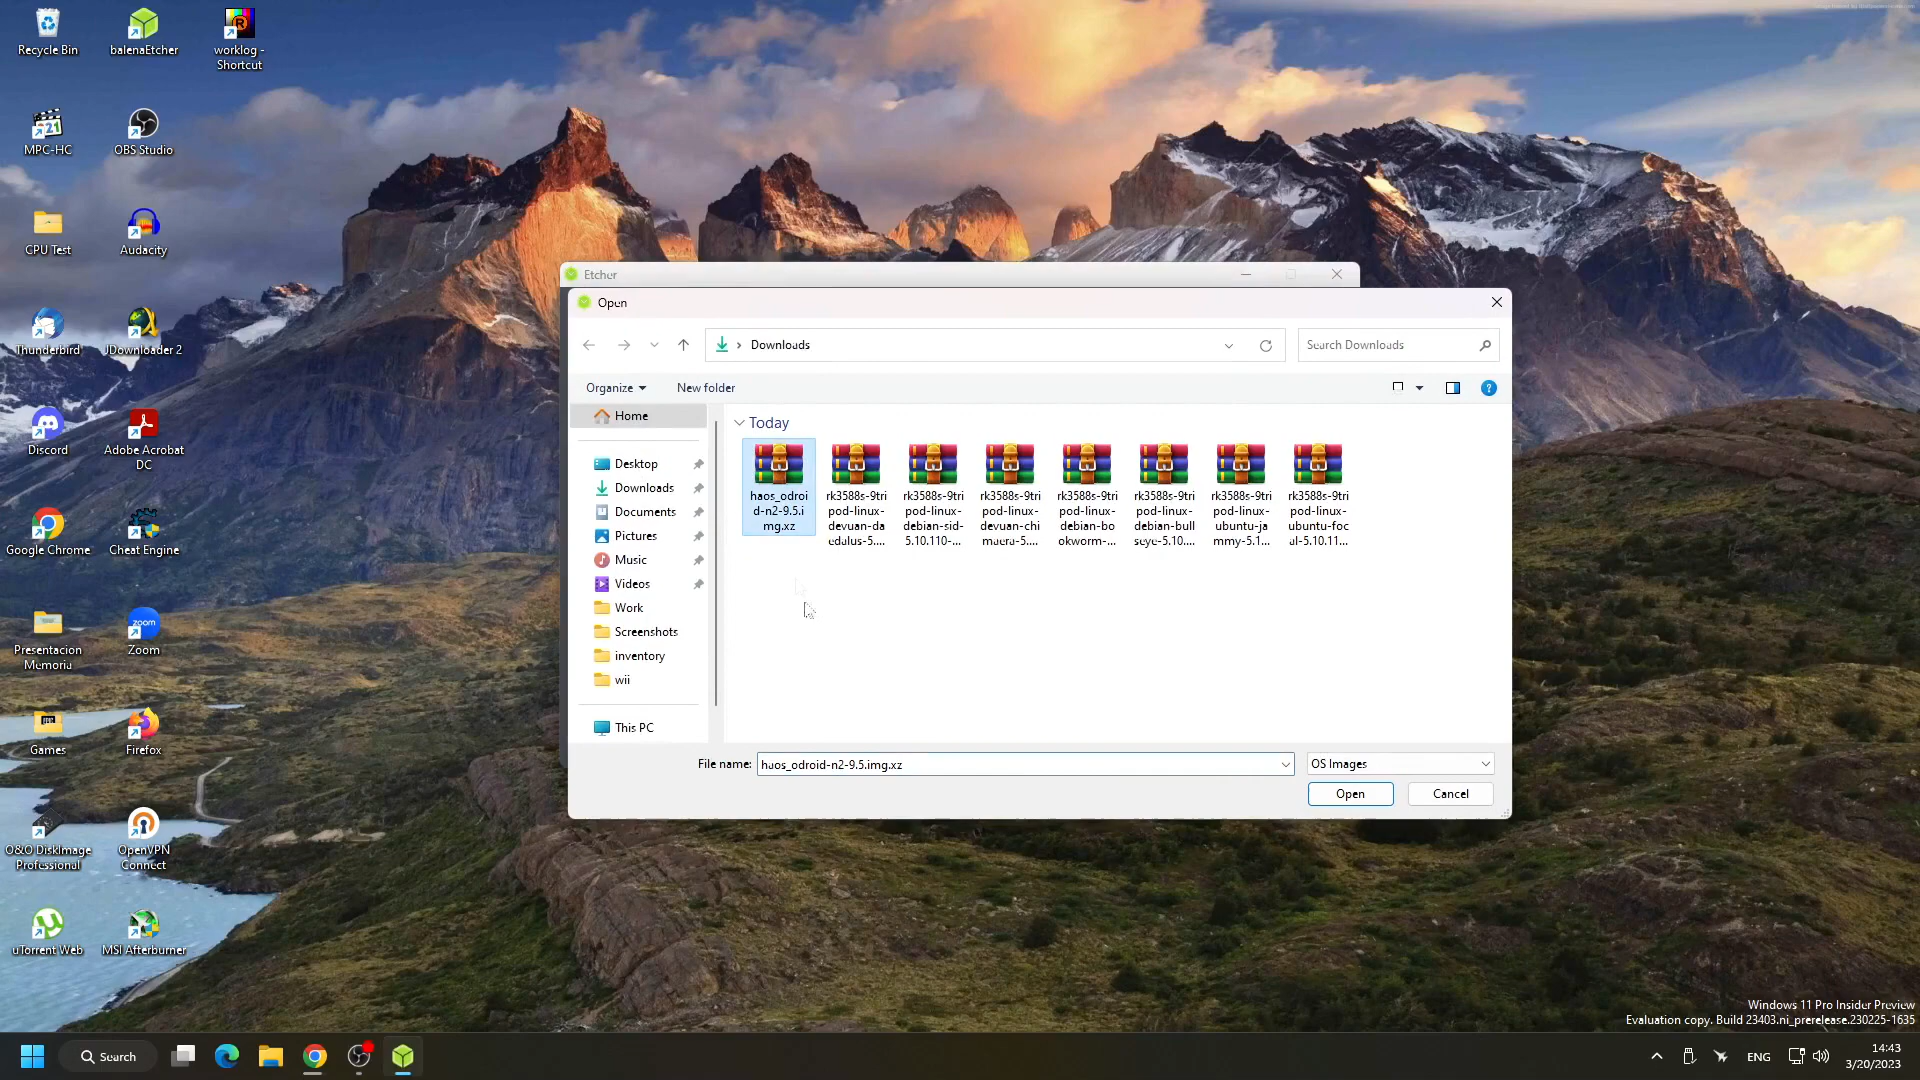 Recycle Bin
balenaEtcher
worklog -
Shortcut
MPC-HC
OBS Studio
CPU Test
Audacity
Thunderbird
JDownloader 2
Discord
Adobe Acrobat
DC
Google Chrome
Cheat Engine
Presentacion
Memoria
Zoom
Games
Firefox
O&O DiskImage
Professional
OpenVPN
Connect
uTorrent Web
MSI Afterburner
Etcher
Open
Downloads
Search Downloads
Organize
New folder
Home
Desktop
Downloads
Documents
Pictures
Music
Videos
Work
Screenshots
inventory
wii
This PC
Today
haos_odroi
d-n2-9.5.i
mg.xz
rk3588s-9tri
pod-linux-
devuan-da
edalus-5....
rk3588s-9tri
pod-linux-
debian-sid-
5.10.110-...
rk3588s-9tri
pod-linux-
devuan-chi
maera-5....
rk3588s-9tri
pod-linux-
debian-bo
okworm-...
rk3588s-9tri
pod-linux-
debian-bull
seye-5.10....
rk3588s-9tri
pod-linux-
ubuntu-ja
mmy-5.1...
rk3588s-9tri
pod-linux-
ubuntu-foc
al-5.10.11...
File name:
haos_odroid-n2-9.5.img.xz
OS Images
Open
Cancel
Windows 11 Pro Insider Preview
Evaluation copy. Build 23403.ni_prerelease.230225-1635
Search
ENG
14:43
3/20/2023